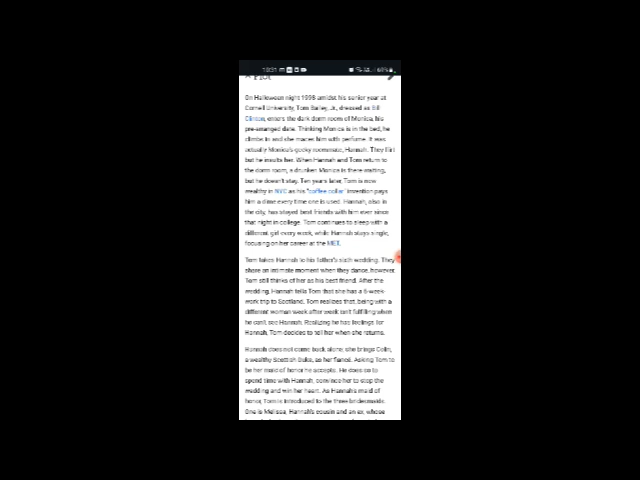 Plot
On Halloween night 1998 amidst his senior year at
Cornell University, Tom Bailey, Jr., dressed as Bill
Clinton, enters the dark dorm room of Monica, his
pre-arranged date. Thinking Monica is in the bed, he
climbs in and she maces him with perfume. It was
actually Monica's geeky roommate, Hannah. They flirt
but he insults her. When Hannah and Tom return to
the dorm room, a drunken Monica is there waiting,
but he doesn't stay. Ten years later, Tom is now
wealthy in NYC as his "coffee collar" invention pays
him a dime every time one is used. Hannah, also in
the city, has stayed best friends with him ever since
that night in college. Tom continues to sleep with a
different girl every week, while Hannah stays single,
focusing on her career at the MET.
Tom takes Hannah to his father's sixth wedding. They
share an intimate moment when they dance, however
Tom still thinks of her as his best friend. After the
wedding, Hannah tells Tom that she has a 6-week
work trip to Scotland. Tom realizes that, being with a
different woman week after week isn't fulfilling when
he can't see Hannah. Realizing he has feelings for
Hannah, Tom decides to tell her when she returns.
Hannah does not come back alone, she brings Colin,
a wealthy Scottish Duke, as her fiancé. Asking Tom to
be her maid of honor he accepts. He does so to
spend time with Hannah, convince her to stop the
wedding and win her heart. As Hannah's maid of
honor, Tom is introduced to the three bridesmaids.
One is Melissa, Hannah's cousin and an ex, whose